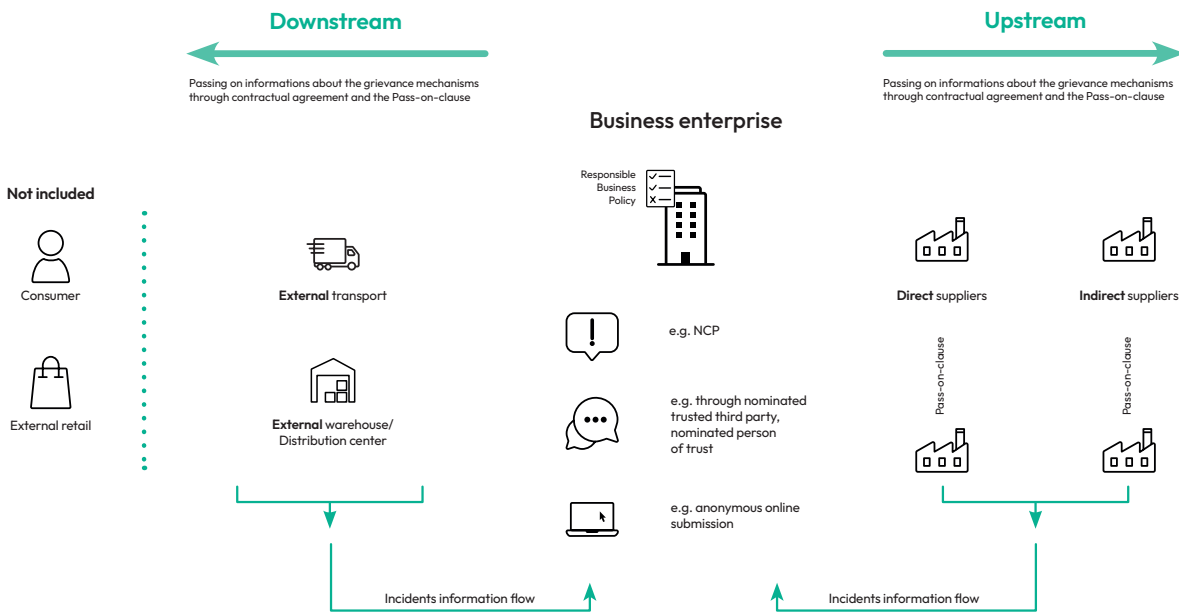 Downstream
Upstream
Passing on informations about the grievance mechanisms
through contractual agreement and the Pass-on-clause
Passing on informations about the grievance mechanisms
through contractual agreement and the Pass-on-clause
Business enterprise
Responsible
Business
Policy
Not included
Consumer
External transport
Direct suppliers
Indirect suppliers
e.g. NCP
Pass-on-clause
Pass-on-clause
External retail
External warehouse/
Distribution center
e.g. through nominated
trusted third party,
nominated person
of trust
e.g. anonymous online
submission
Incidents information flow
Incidents information flow